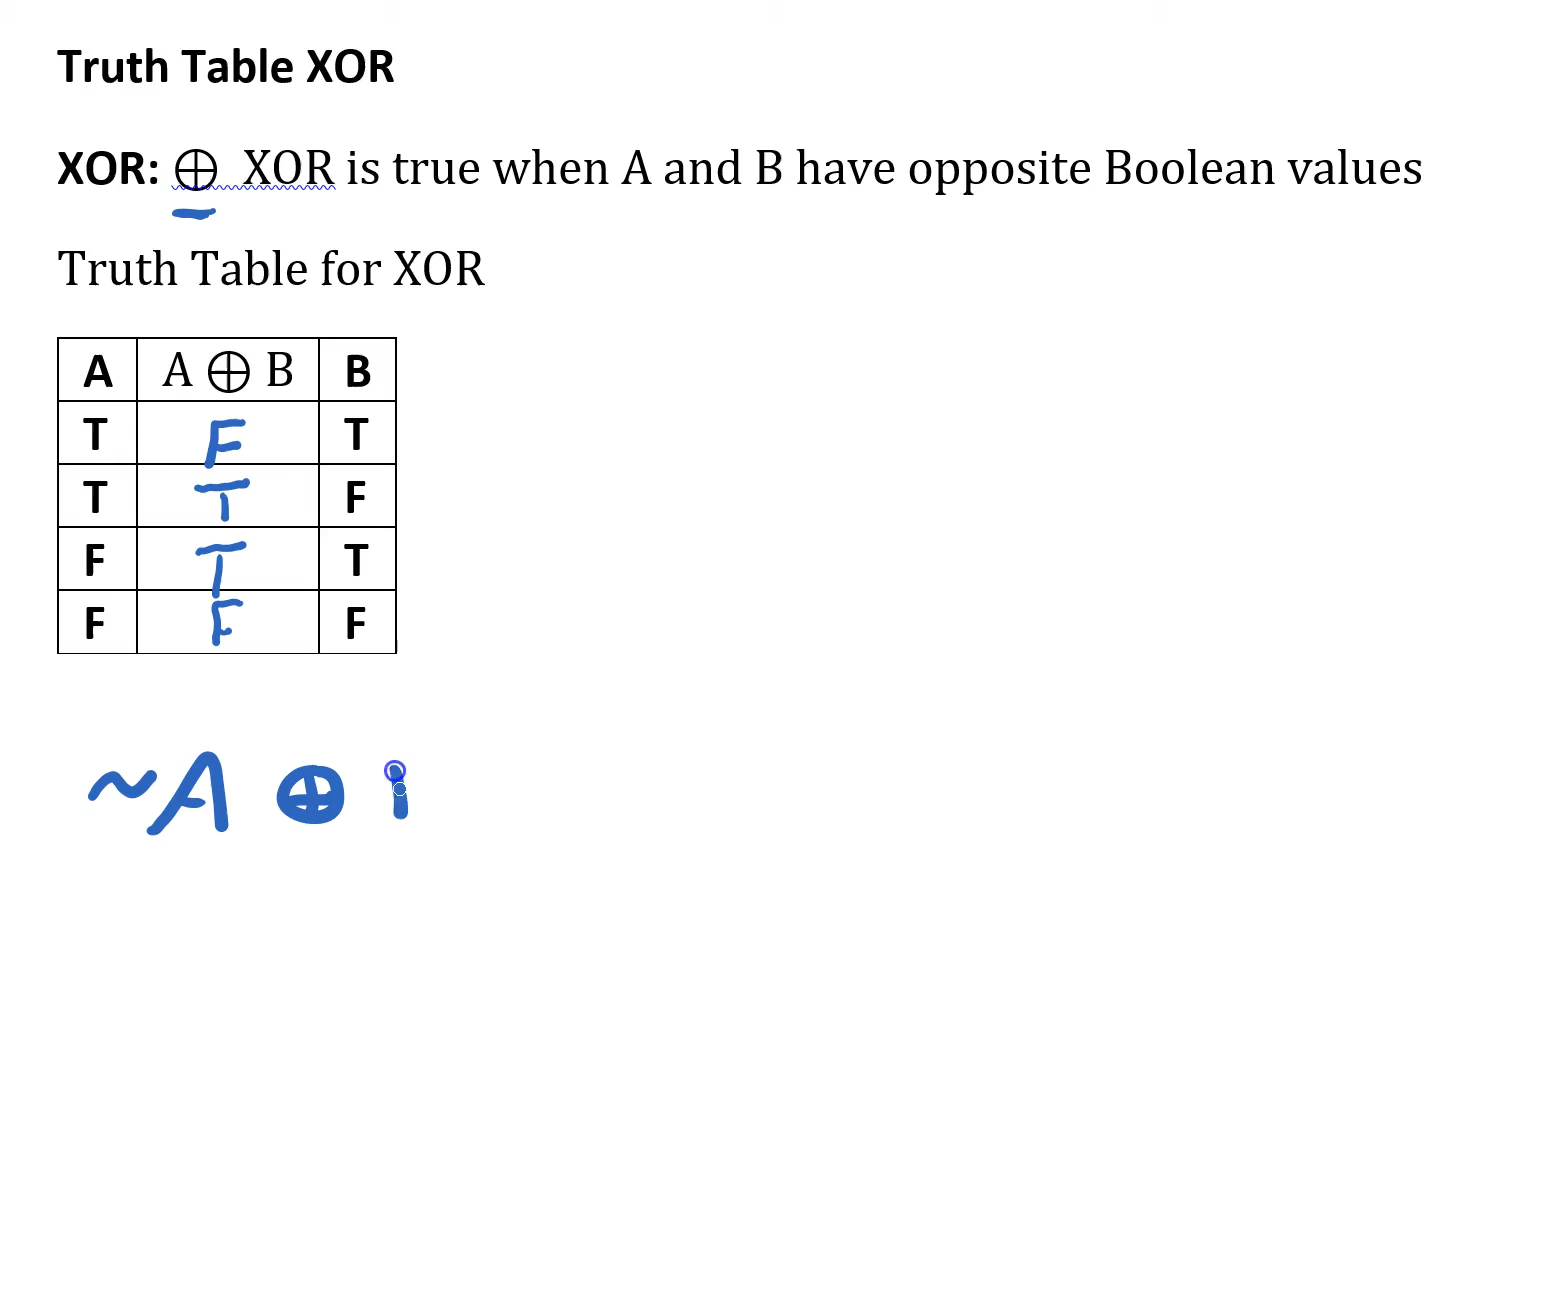 Truth Table XOR
XOR: ⊕ XOR is true when A and B have opposite Boolean values
Truth Table for XOR
A A ⊕ B B
T F T
T T F
F T T
F F F
~A ⊕